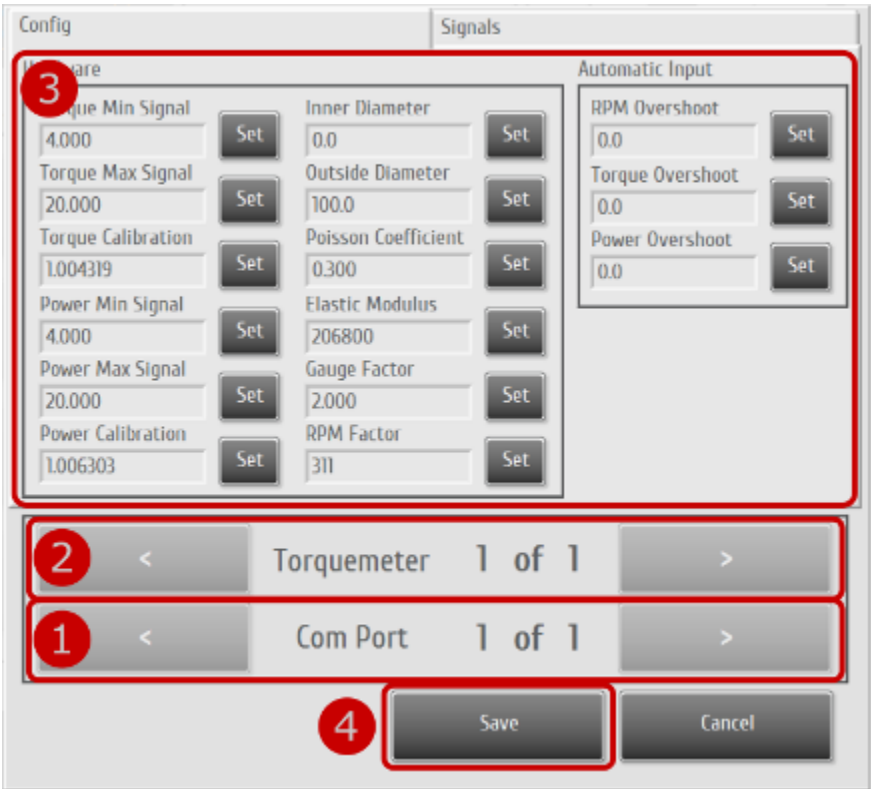 Config
Signals
3
Automatic Input
Min Signal
4.000
Set
Torque Max Signal
20.000
Set
Torque Calibration
1.004319
Set
Power Min Signal
4.000
Set
Power Max Signal
20.000
Set
Power Calibration
1.006303
Set
Inner Diameter
0.0
Set
Outside Diameter
100.0
Set
Poisson Coefficient
0.300
Set
Elastic Modulus
206800
Set
Gauge Factor
2.000
Set
RPM Factor
311
Set
RPM Overshoot
0.0
Set
Torque Overshoot
0.0
Set
Power Overshoot
0.0
Set
2 < Torquemeter 1 of 1 >
1 < Com Port 1 of 1 >
4 Save Cancel